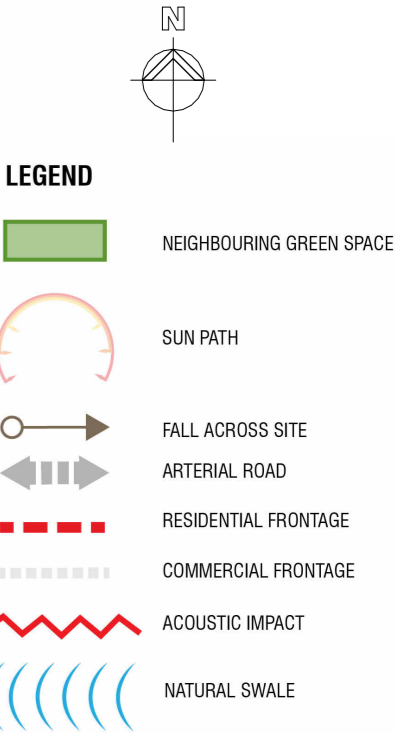 N
LEGEND
NEIGHBOURING GREEN SPACE
SUN PATH
FALL ACROSS SITE
ARTERIAL ROAD
RESIDENTIAL FRONTAGE
COMMERCIAL FRONTAGE
ACOUSTIC IMPACT
NATURAL SWALE